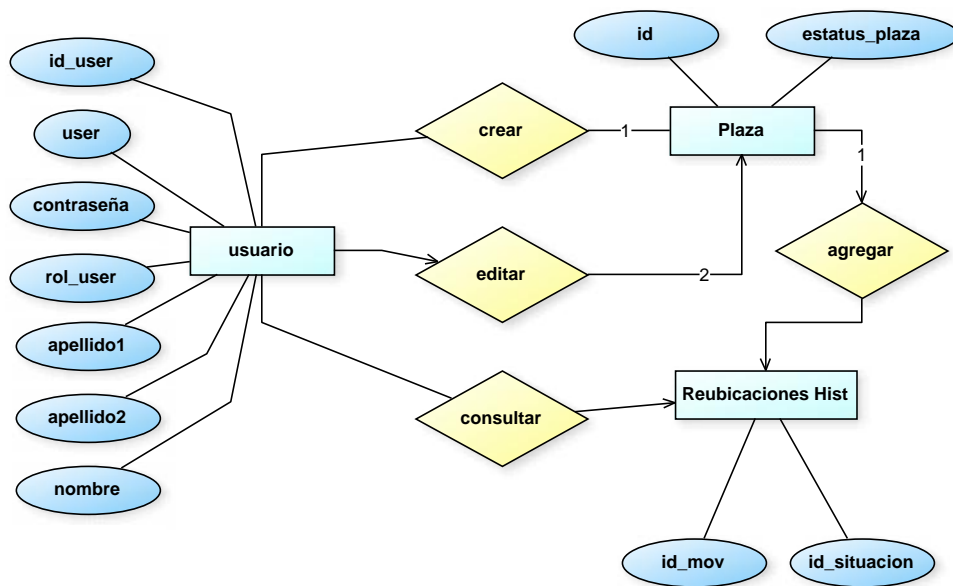 id
estatus_plaza
id_user
user
crear
1
Plaza
1
contraseña
usuario
rol_user
editar
2
agregar
apellido1
apellido2
consultar
Reubicaciones Hist
nombre
id_mov
id_situacion